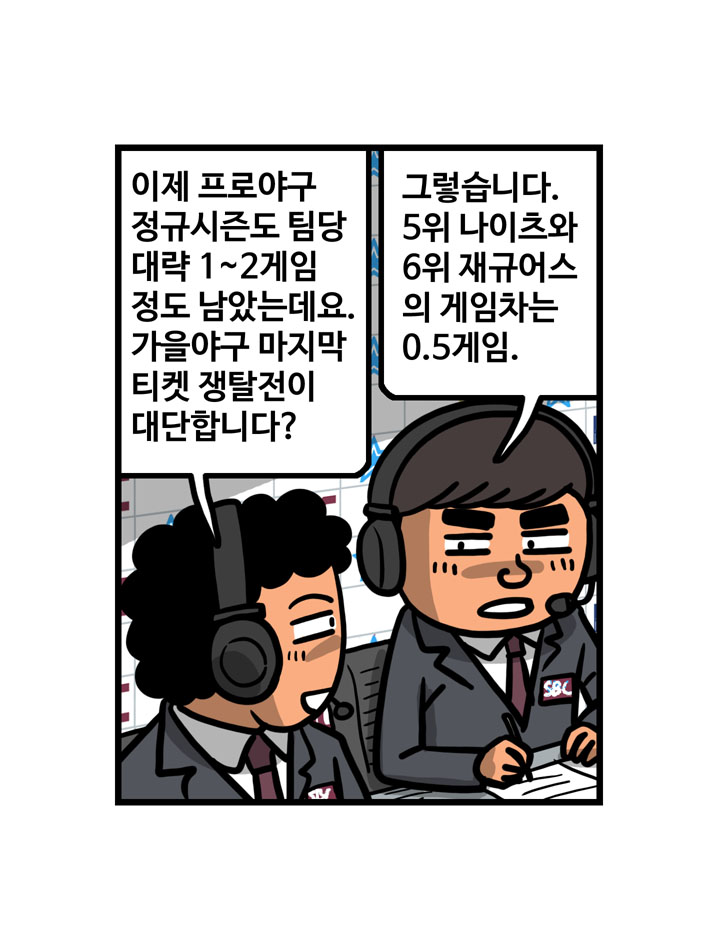 이제 프로야구
정규시즌도 팀당
대략 1~2게임
정도 남았는데요.
가을야구 마지막
티켓 쟁탈전이
대단합니다?
그렇습니다.
5위 나이츠와
6위 재규어스
의 게임차는
0.5게임.
SBC